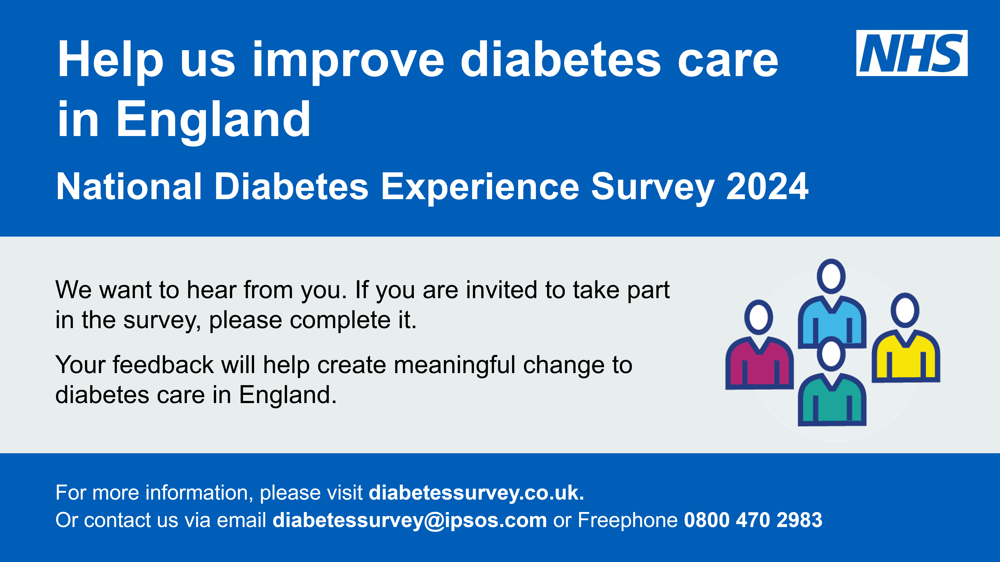 Help us improve diabetes care
NHS
in England
National Diabetes Experience Survey 2024
We want to hear from you. If you are invited to take part
in the survey, please complete it.
Your feedback will help create meaningful change to
diabetes care in England.
For more information, please visit diabetessurvey.co.uk.
Or contact us via email diabetessurvey@ipsos.com or Freephone 0800 470 2983